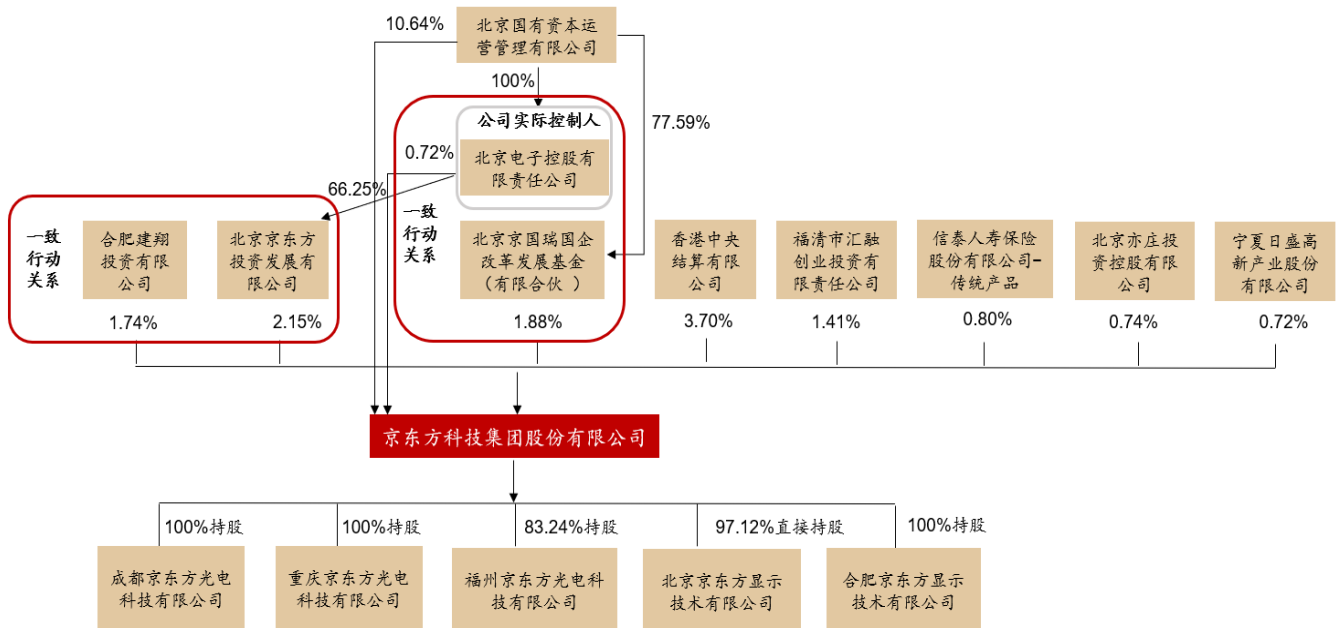 10.64%
北京国有资本运
营管理有限公司
100%
77.59%
公司实际控制人
北京电子控股有
限责任公司
0.72%
66.25%
一致
行动
关系
合肥建翔
投资有限
公司
1.74%
北京京东方
投资发展有
限公司
2.15%
一致
行动
关系
北京京国瑞国企
改革发展基金
（有限合伙 ）
1.88%
香港中央
结算有限
公司
3.70%
福清市汇融
创业投资有
限责任公司
1.41%
信泰人寿保险
股份有限公司-
传统产品
0.80%
北京亦庄投
资控股有限
公司
0.74%
宁夏日盛高
新产业股份
有限公司
0.72%
京东方科技集团股份有限公司
100%持股
成都京东方光电
科技有限公司
100%持股
重庆京东方光电
科技有限公司
83.24%持股
福州京东方光电科
技有限公司
97.12%直接持股
北京京东方显示
技术有限公司
100%持股
合肥京东方显示
技术有限公司